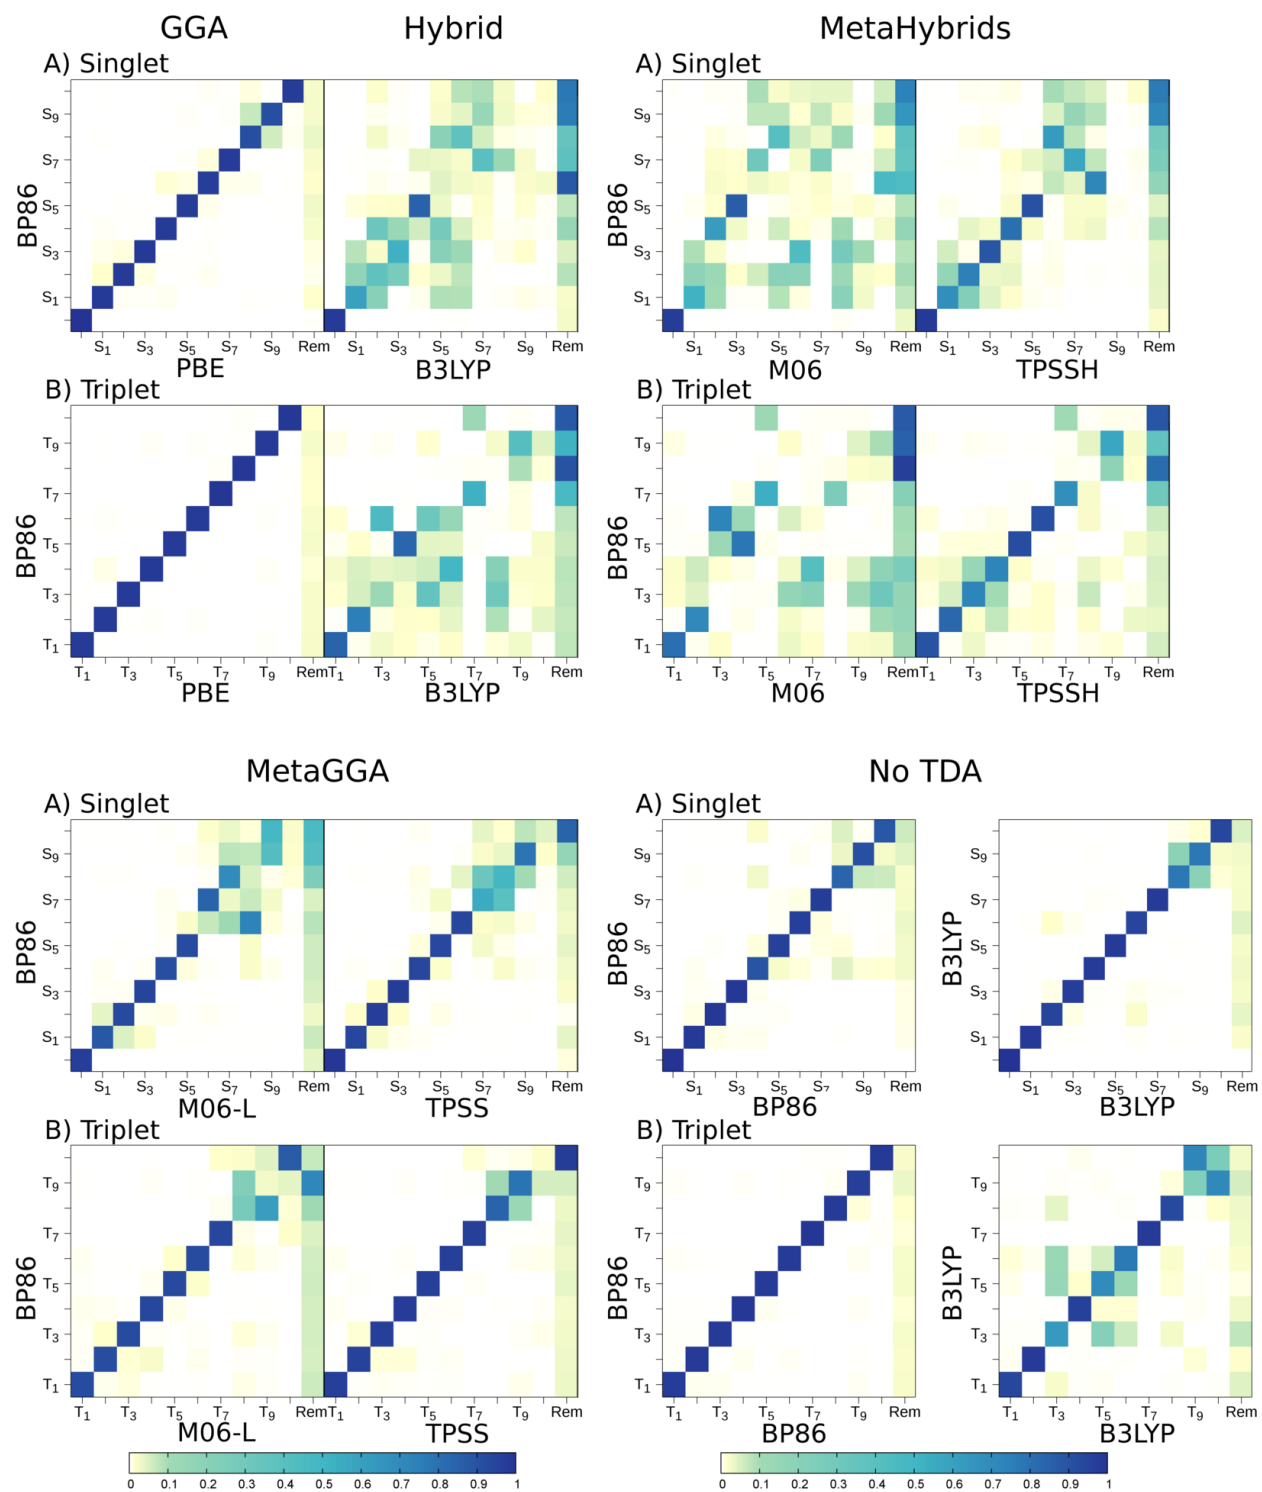 GGA Hybrid MetaHybrids
A) Singlet A) Singlet
BP86 S9 S7 S5 S3 S1 BP86 S9 S7 S5 S3 S1
S1 S3 S5 S7 S9 Rem S1 S3 S5 S7 S9 Rem S1 S3 S5 S7 S9 Rem S1 S3 S5 S7 S9 Rem
PBE B3LYP M06 TPSSH
B) Triplet B) Triplet
BP86 T9 T7 T5 T3 T1 BP86 T9 T7 T5 T3 T1
T1 T3 T5 T7 T9 Rem T1 T3 T5 T7 T9 Rem T1 T3 T5 T7 T9 Rem T1 T3 T5 T7 T9 Rem
PBE B3LYP M06 TPSSH
MetaGGA No TDA
A) Singlet A) Singlet
BP86 S9 S7 S5 S3 S1 BP86 S9 S7 S5 S3 S1 B3LYP S9 S7 S5 S3 S1
S1 S3 S5 S7 S9 Rem S1 S3 S5 S7 S9 Rem S1 S3 S5 S7 S9 Rem S1 S3 S5 S7 S9 Rem
M06-L TPSS BP86 B3LYP
B) Triplet B) Triplet
BP86 T9 T7 T5 T3 T1 BP86 T9 T7 T5 T3 T1 B3LYP T9 T7 T5 T3 T1
T1 T3 T5 T7 T9 Rem T1 T3 T5 T7 T9 Rem T1 T3 T5 T7 T9 Rem T1 T3 T5 T7 T9 Rem
M06-L TPSS BP86 B3LYP
0 0.1 0.2 0.3 0.4 0.5 0.6 0.7 0.8 0.9 1 0 0.1 0.2 0.3 0.4 0.5 0.6 0.7 0.8 0.9 1